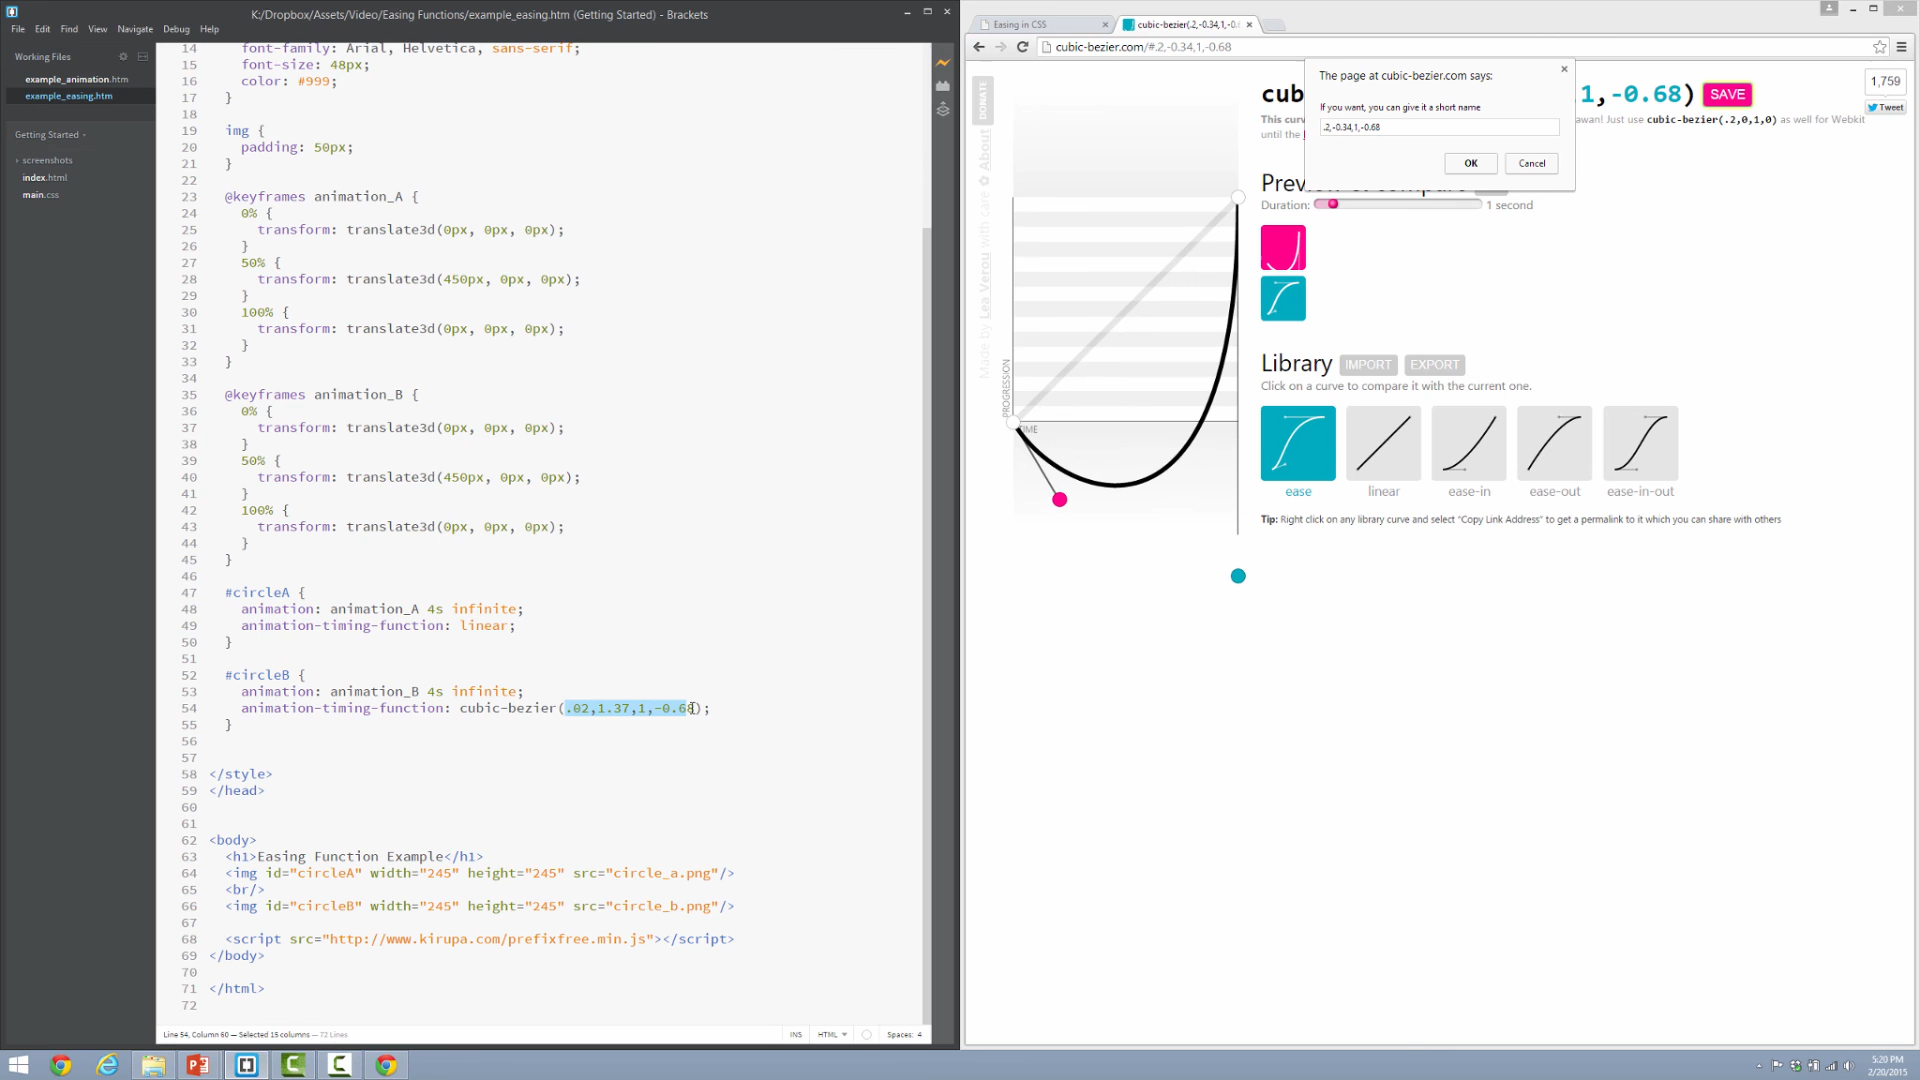 K:/Dropbox/Assets/Video/Easing Functions/example_easing.htm (Getting Started) - Brackets
File Edit Find View Navigate Debug Help
Working Files
example_animation.htm
example_easing.htm
Getting Started
screenshots
index.html
main.css
14 font-family: Arial, Helvetica, sans-serif;
15 font-size: 48px;
16 color: #999;
17 }
18
19 img {
20 padding: 50px;
21 }
22
23 @keyframes animation_A {
24 0% {
25 transform: translate3d(0px, 0px, 0px);
26 }
27 50% {
28 transform: translate3d(450px, 0px, 0px);
29 }
30 100% {
31 transform: translate3d(0px, 0px, 0px);
32 }
33 }
34
35 @keyframes animation_B {
36 0% {
37 transform: translate3d(0px, 0px, 0px);
38 }
39 50% {
40 transform: translate3d(450px, 0px, 0px);
41 }
42 100% {
43 transform: translate3d(0px, 0px, 0px);
44 }
45 }
46
47 #circleA {
48 animation: animation_A 4s infinite;
49 animation-timing-function: linear;
50 }
51
52 #circleB {
53 animation: animation_B 4s infinite;
54 animation-timing-function: cubic-bezier(.02,1.37,1,-0.68);
55 }
56
57
58 </style>
59 </head>
60
61
62 <body>
63 <h1>Easing Function Example</h1>
64 <img id="circleA" width="245" height="245" src="circle_a.png"/>
65 <br/>
66 <img id="circleB" width="245" height="245" src="circle_b.png"/>
67
68 <script src="http://www.kirupa.com/prefixfree.min.js"></script>
69 </body>
70
71 </html>
72
Line 54, Column 60 — Selected 15 columns — 72 Lines
INS HTML Spaces: 4
Easing in CSS
cubic-bezier(.2,-0.34,1,-0.
cubic-bezier.com/#.2,-0.34,1,-0.68
The page at cubic-bezier.com says:
If you want, you can give it a short name
.2,-0.34,1,-0.68
OK Cancel
cub 1,-0.68) SAVE
This curv awan! Just use cubic-bezier(.2,0,1,0) as well for Webkit
until the
1,759
Tweet
DONATE
Made by Lea Verou with care ✿ About
Duration: 1 second
PROGRESSION
Library IMPORT EXPORT
Click on a curve to compare it with the current one.
ease linear ease-in ease-out ease-in-out
Tip: Right click on any library curve and select "Copy Link Address" to get a permalink to it which you can share with others
5:20 PM
2/20/2015